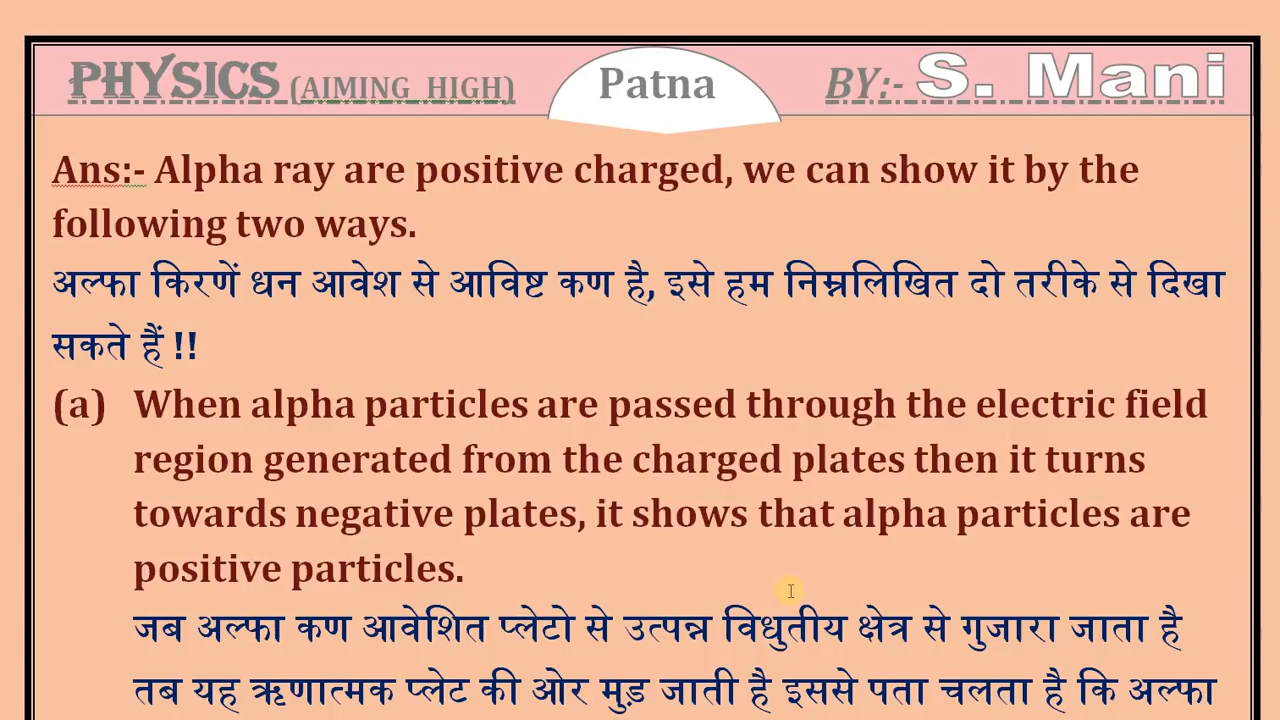 PHYSICS (AIMING HIGH) Patna BY:- S. Mani
Ans:- Alpha ray are positive charged, we can show it by the
following two ways.
अल्फा किरणें धन आवेश से आविष्ट कण है, इसे हम निम्नलिखित दो तरीके से दिखा
सकते हैं !!
(a) When alpha particles are passed through the electric field
region generated from the charged plates then it turns
towards negative plates, it shows that alpha particles are
positive particles.
जब अल्फा कण आवेशित प्लेटो से उत्पन्न विधुतीय क्षेत्र से गुजारा जाता है
तब यह ऋणात्मक प्लेट की ओर मुड़ जाती है इससे पता चलता है कि अल्फा